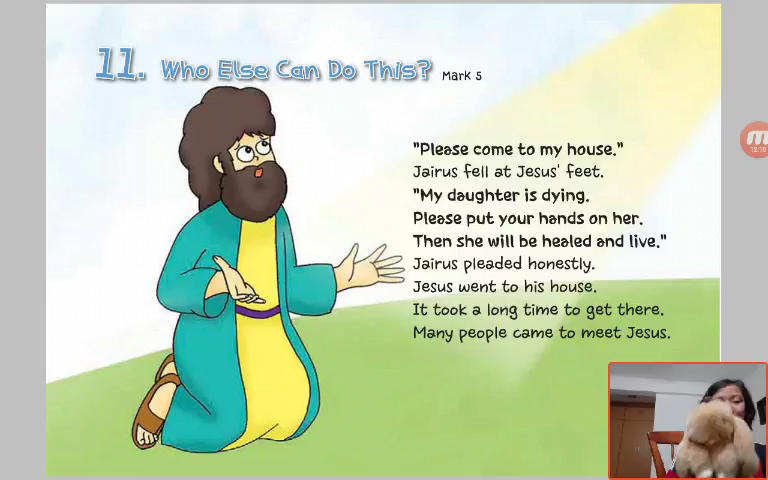 11. Who Else Can Do This? Mark 5
"Please come to my house."
Jairus fell at Jesus' feet.
"My daughter is dying.
Please put your hands on her.
Then she will be healed and live."
Jairus pleaded honestly.
Jesus went to his house.
It took a long time to get there.
Many people came to meet Jesus.